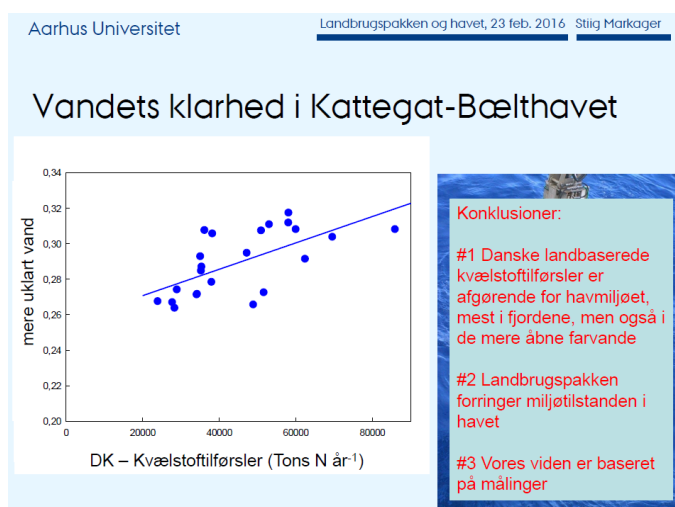 Aarhus Universitet
Landbrugspakken og havet, 23 feb. 2016 Stiig Markager
Vandets klarhed i Kattegat-Bælthavet
0,34
0,32
0,30
0,28
0,26
0,24
0,22
0,20
mere uklart vand
0 20000 40000 60000 80000
DK – Kvælstoftilførsler (Tons N år-1)
Konklusioner:
#1 Danske landbaserede
kvælstoftilførsler er
afgørende for havmiljøet,
mest i fjordene, men også i
de mere åbne farvande
#2 Landbrugspakken
forringer miljøtilstanden i
havet
#3 Vores viden er baseret
på målinger